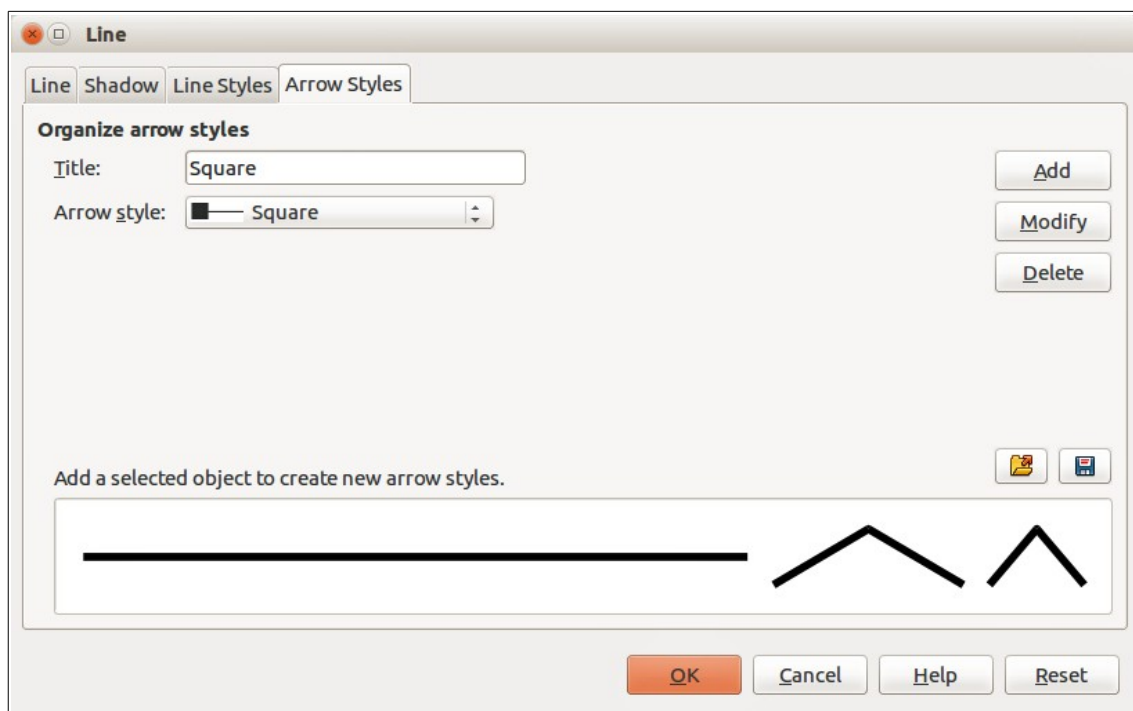 Line
Line Shadow Line Styles Arrow Styles
Organize arrow styles
Title: Square
Add
Arrow style: Square
Modify
Delete
Add a selected object to create new arrow styles.
OK Cancel Help Reset